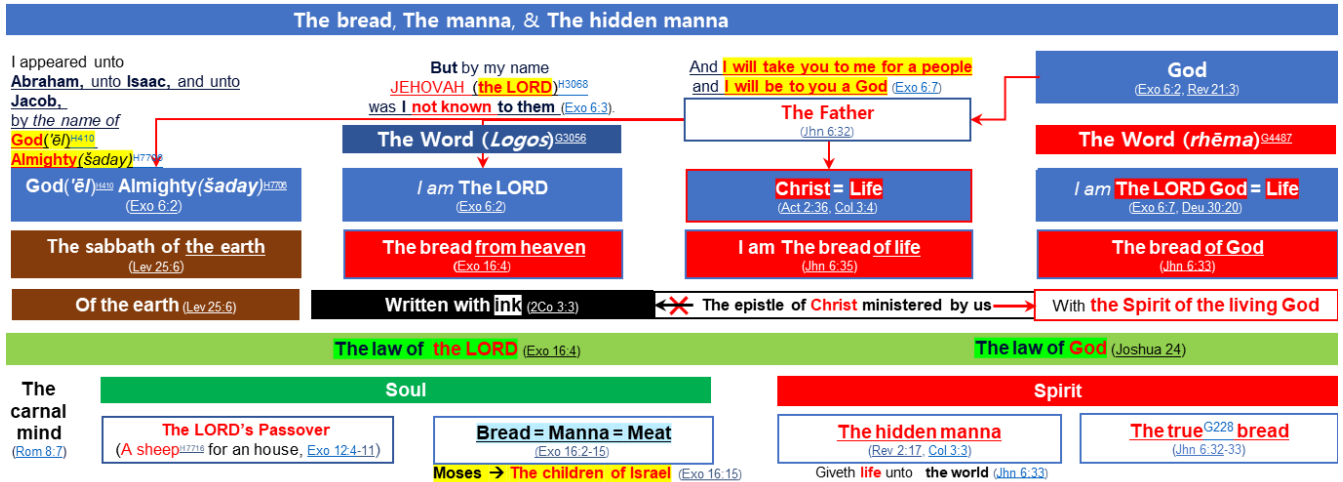 The bread, The manna, & The hidden manna
I appeared unto
Abraham, unto Isaac, and unto
Jacob,
by the name of
God('ēl)H410
Almighty(šaday)H7706
But by my name
JEHOVAH (the LORD)H3068
was I not known to them (Exo 6:3).
And I will take you to me for a people
and I will be to you a God (Exo 6:7)
God
(Exo 6:2, Rev 21:3)
The Father
(Jhn 6:32)
The Word (Logos)G3056
The Word (rhēma)G4487
God('ēl)H410 Almighty(šaday)H7706
(Exo 6:2)
I am The LORD
(Exo 6:2)
Christ = Life
(Act 2:36, Col 3:4)
I am The LORD God = Life
(Exo 6:7, Deu 30:20)
The sabbath of the earth
(Lev 25:6)
The bread from heaven
(Exo 16:4)
I am The bread of life
(Jhn 6:35)
The bread of God
(Jhn 6:33)
Of the earth (Lev 25:6)
Written with ink (2Co 3:3)
The epistle of Christ ministered by us
With the Spirit of the living God
The law of the LORD (Exo 16:4)
The law of God (Joshua 24)
The
carnal
mind
(Rom 8:7)
Soul
Spirit
The LORD's Passover
(A sheepH7716 for an house, Exo 12:4-11)
Bread = Manna = Meat
(Exo 16:2-15)
Moses → The children of Israel (Exo 16:15)
The hidden manna
(Rev 2:17, Col 3:3)
Giveth life unto the world (Jhn 6:33)
The trueG228 bread
(Jhn 6:32-33)